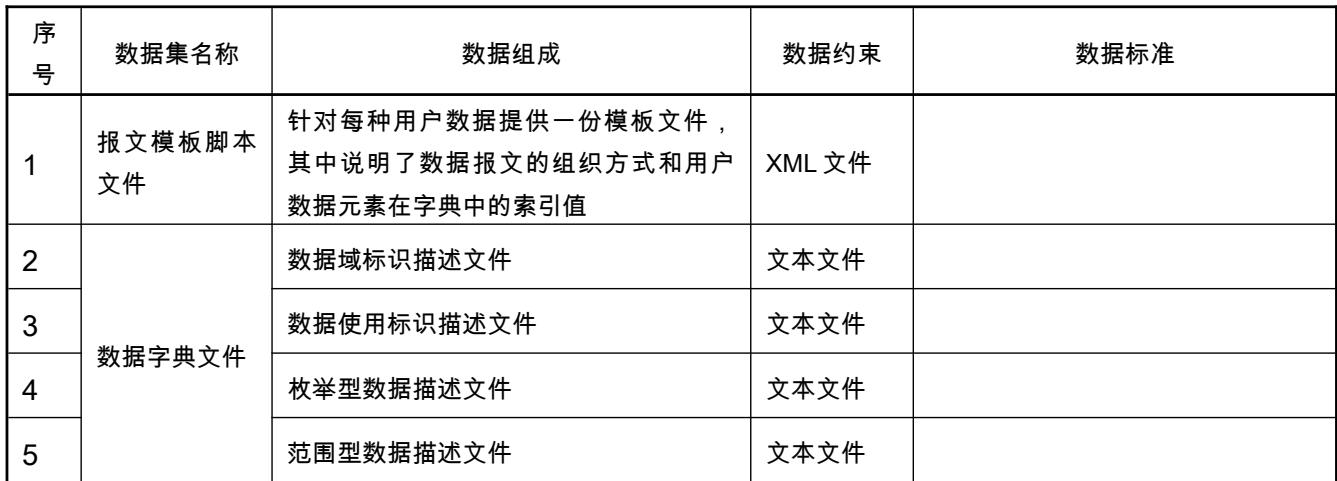 序号 数据集名称 数据组成 数据约束 数据标准
针对每种用户数据提供一份模板文件，
1 报文模板脚本 其中说明了数据报文的组织方式和用户 XML 文件
文件 数据元素在字典中的索引值
2 数据域标识描述文件 文本文件
3 数据使用标识描述文件 文本文件
数据字典文件
4 枚举型数据描述文件 文本文件
5 范围型数据描述文件 文本文件